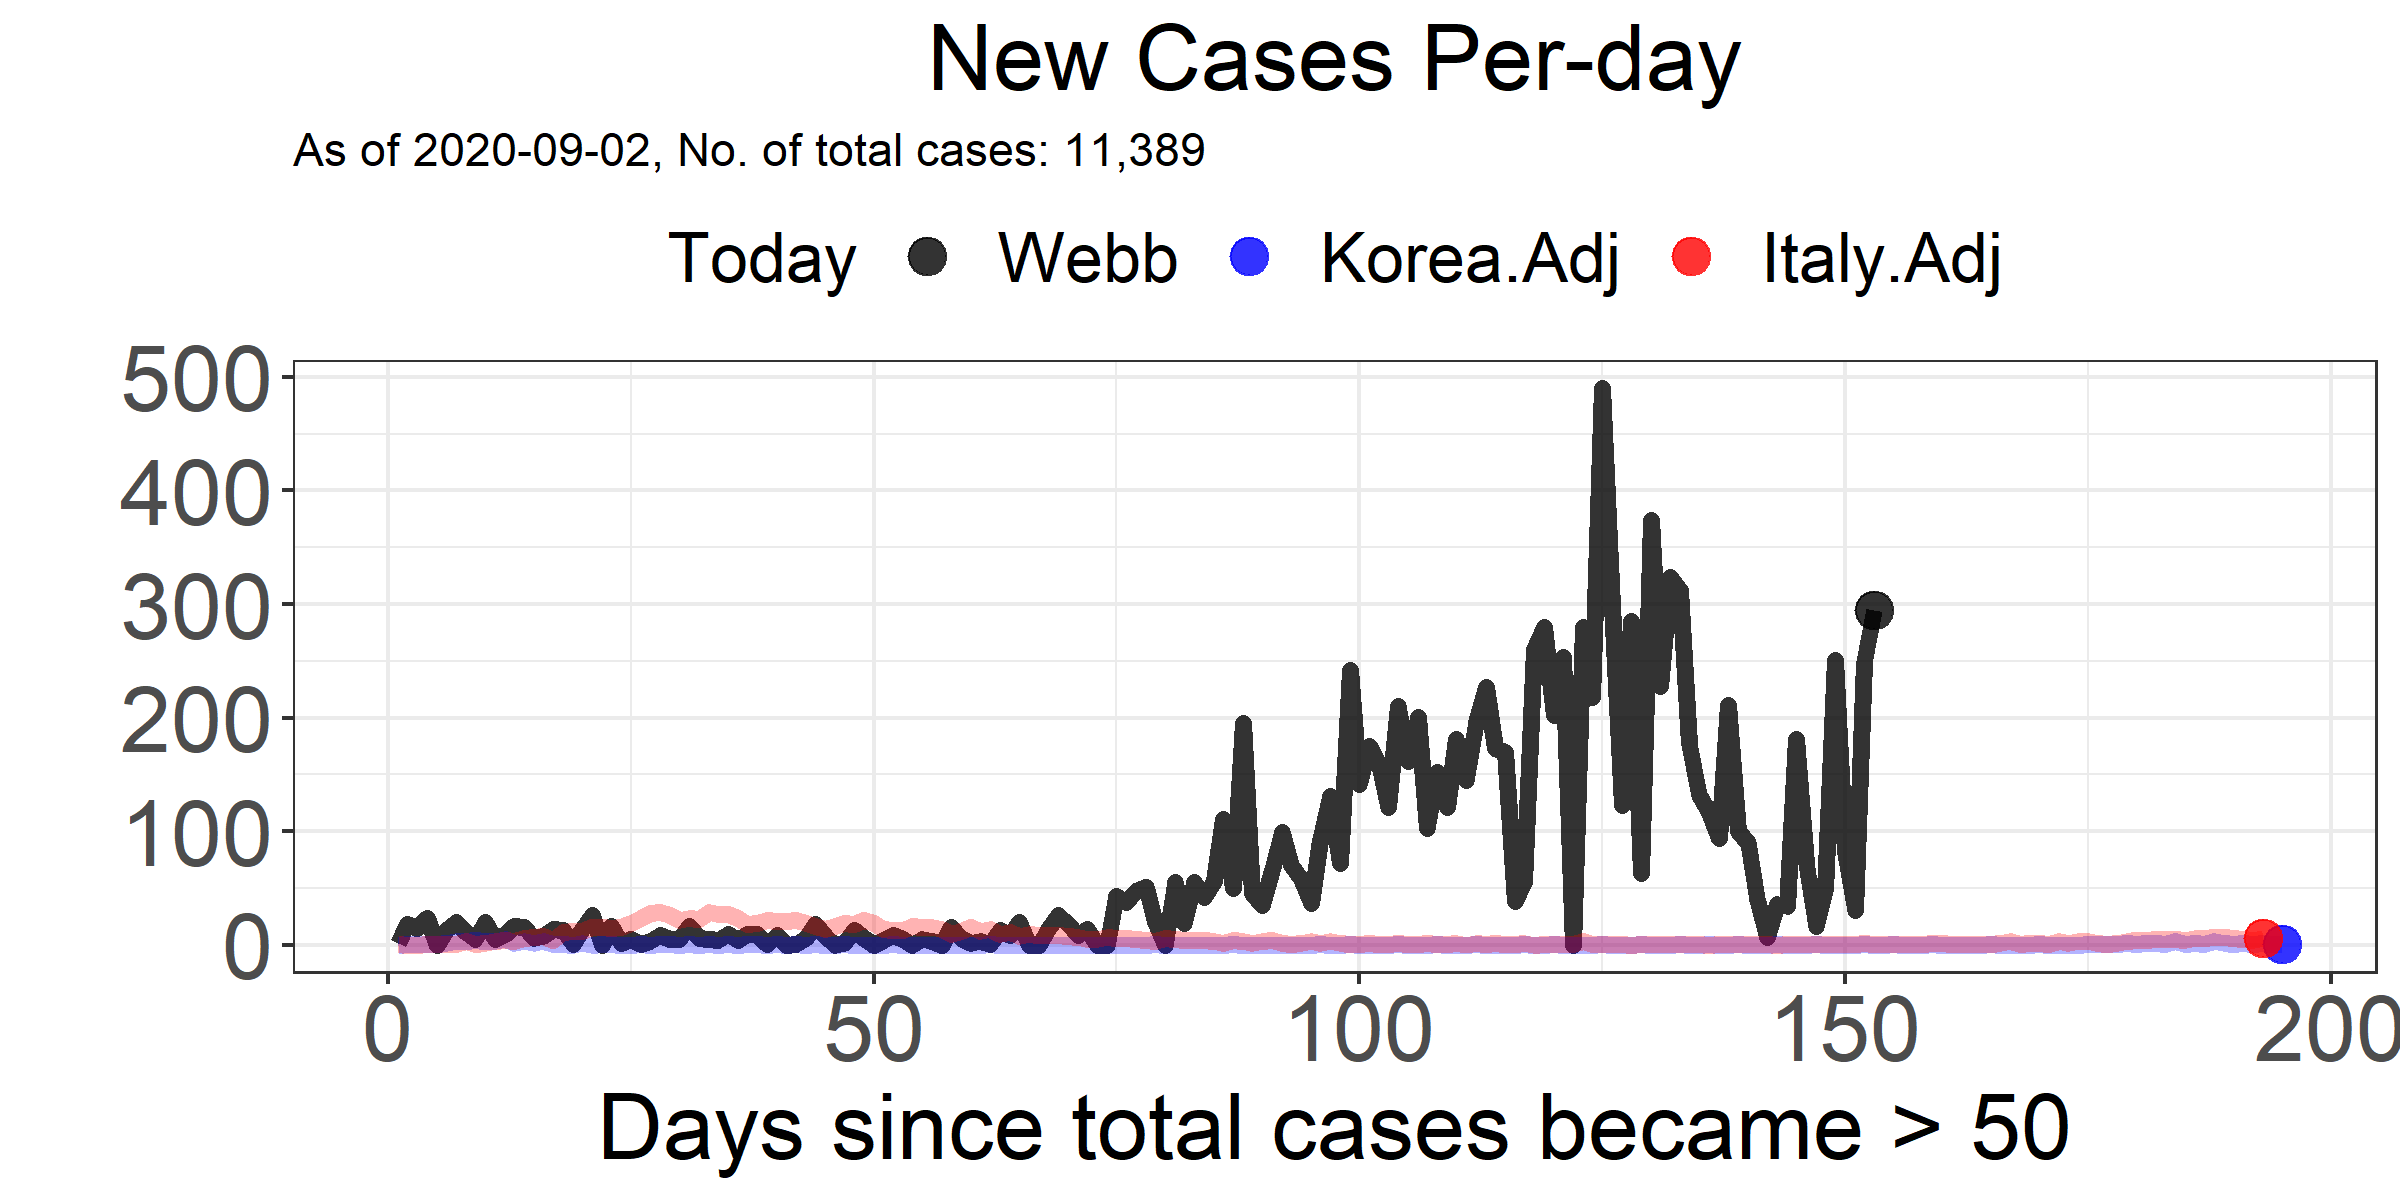 New Cases Per-day
As of 2020-09-02, No. of total cases: 11,389
Today Webb Korea.Adj Italy.Adj
500
400
300
200
100
0
0 50 100 150 200
Days since total cases became > 50